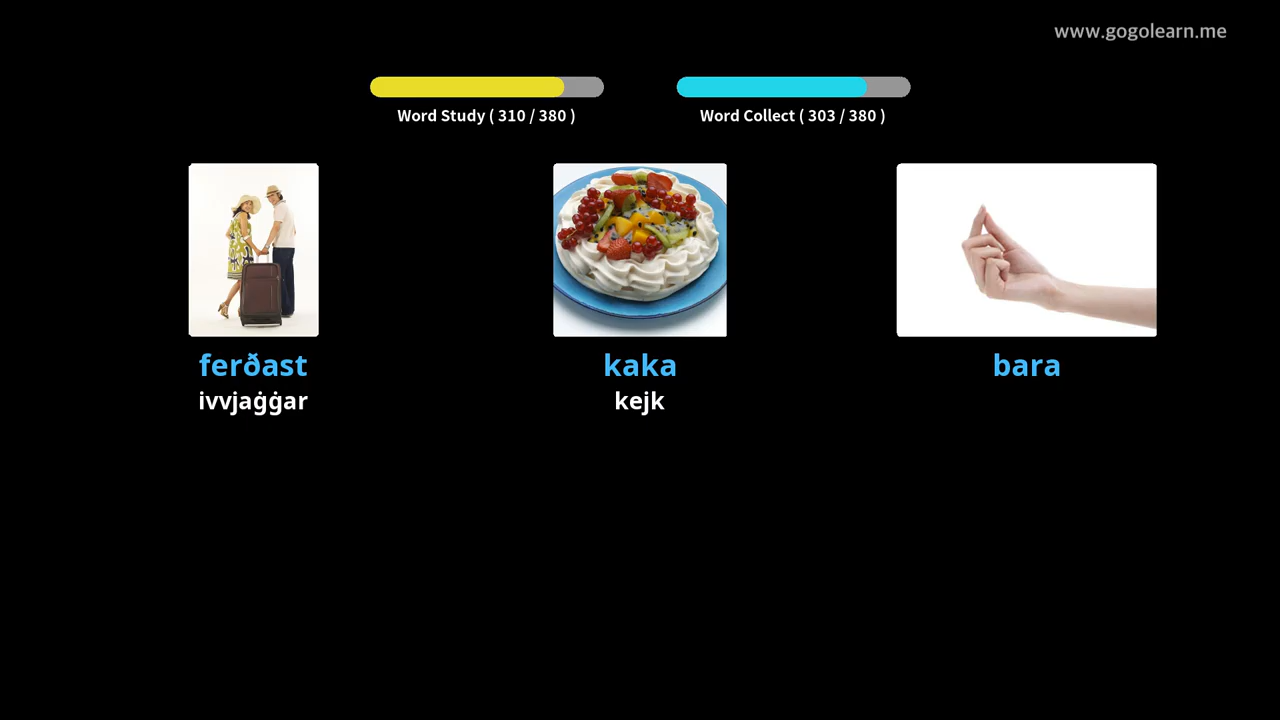 www.gogolearn.me
Word Study ( 310 / 380 )
Word Collect ( 303 / 380 )
ferðast
ivvjaġġar
kaka
kejk
bara